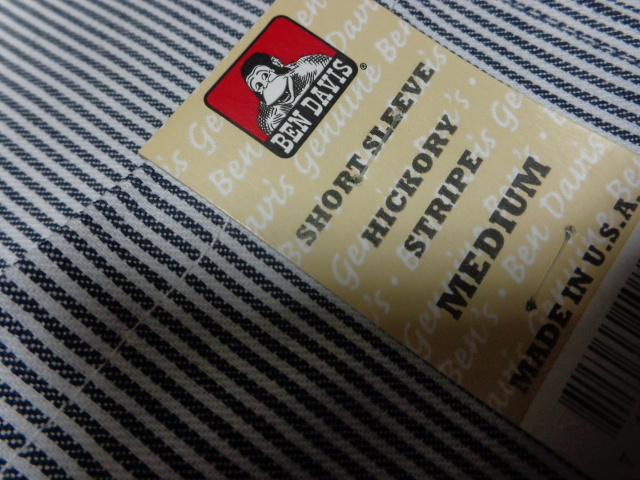 BEN DAVIS®
SHORT SLEEVE
HICKORY
STRIPE
MEDIUM
MADE IN U.S.A.